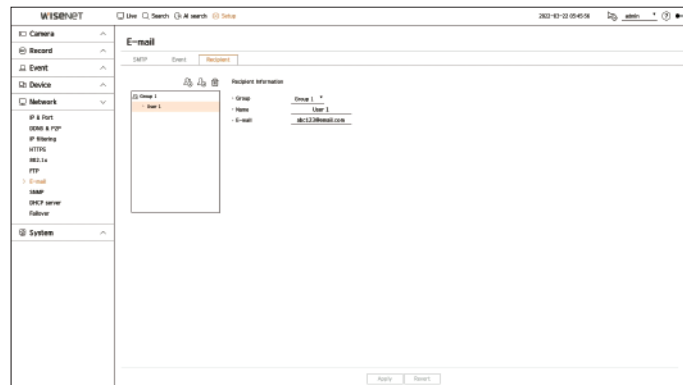 WISENET
Live Search AI search Setup
2022-03-22 05:45:50 admin
Camera
Record
Event
Device
Network
IP & Port
DDNS & P2P
IP filtering
HTTPS
802.1x
FTP
E-mail
SNMP
DHCP server
Failover
System
E-mail
SMTP Event Recipient
Group 1
User 1
Recipient Information
Group Group 1
Name User 1
E-mail abc123@email.com
Apply Revert